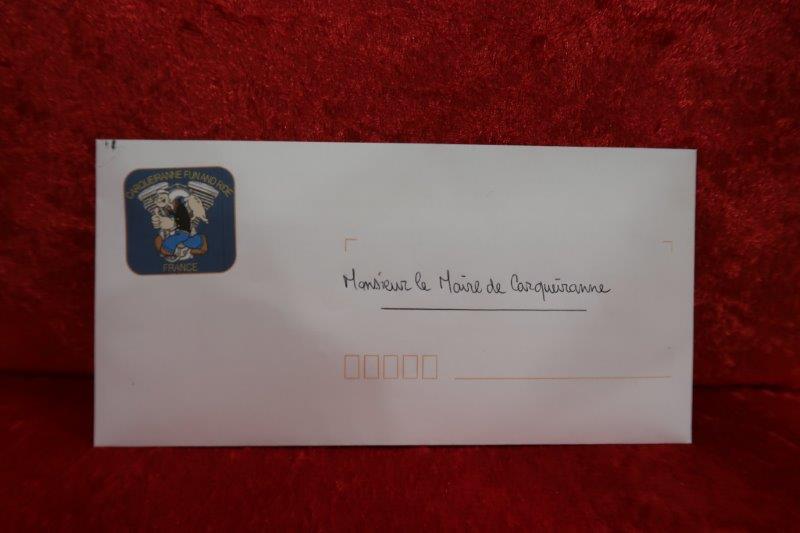 CARQUEIRANNE FUN AND RIDE
FRANCE
Monsieur le Maire de Carqueiranne